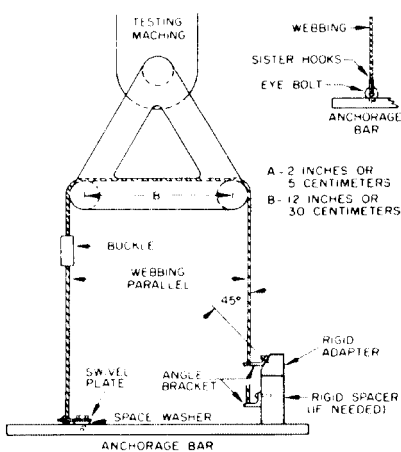 TESTING
MACHING
WEBBING
SISTER HOOKS
EYE BOLT
ANCHORAGE
BAR
A-2 INCHES OR
5 CENTIMETERS
B-12 INCHES OR
30 CENTIMETERS
B
BUCKLE
WEBBING
PARALLEL
45°
RIGID
ADAPTER
SWIVEL
PLATE
ANGLE
BRACKET
SPACE WASHER
RIGID SPACER
(IF NEEDED)
ANCHORAGE BAR